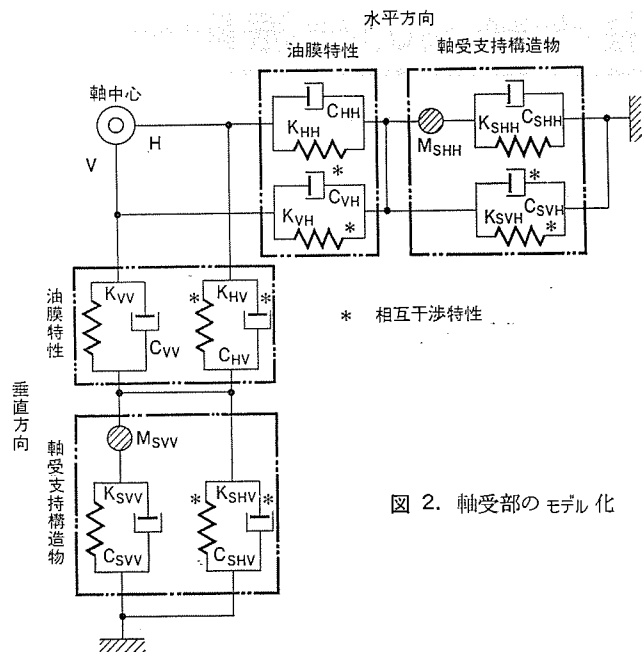 水平方向
油膜特性
軸受支持構造物
軸中心
H
V
C_HH
K_HH
M_SHH
K_SHH
C_SHH
*
C_VH
K_VH
*
*
C_SVH
K_SVH
*
油膜特性
K_VV
C_VV
*
K_HV
*
C_HV
* 相互干渉特性
垂直方向
軸受支持構造物
M_SVV
K_SVV
C_SVV
*
K_SHV
*
C_SHV
図 2. 軸受部の モデル 化